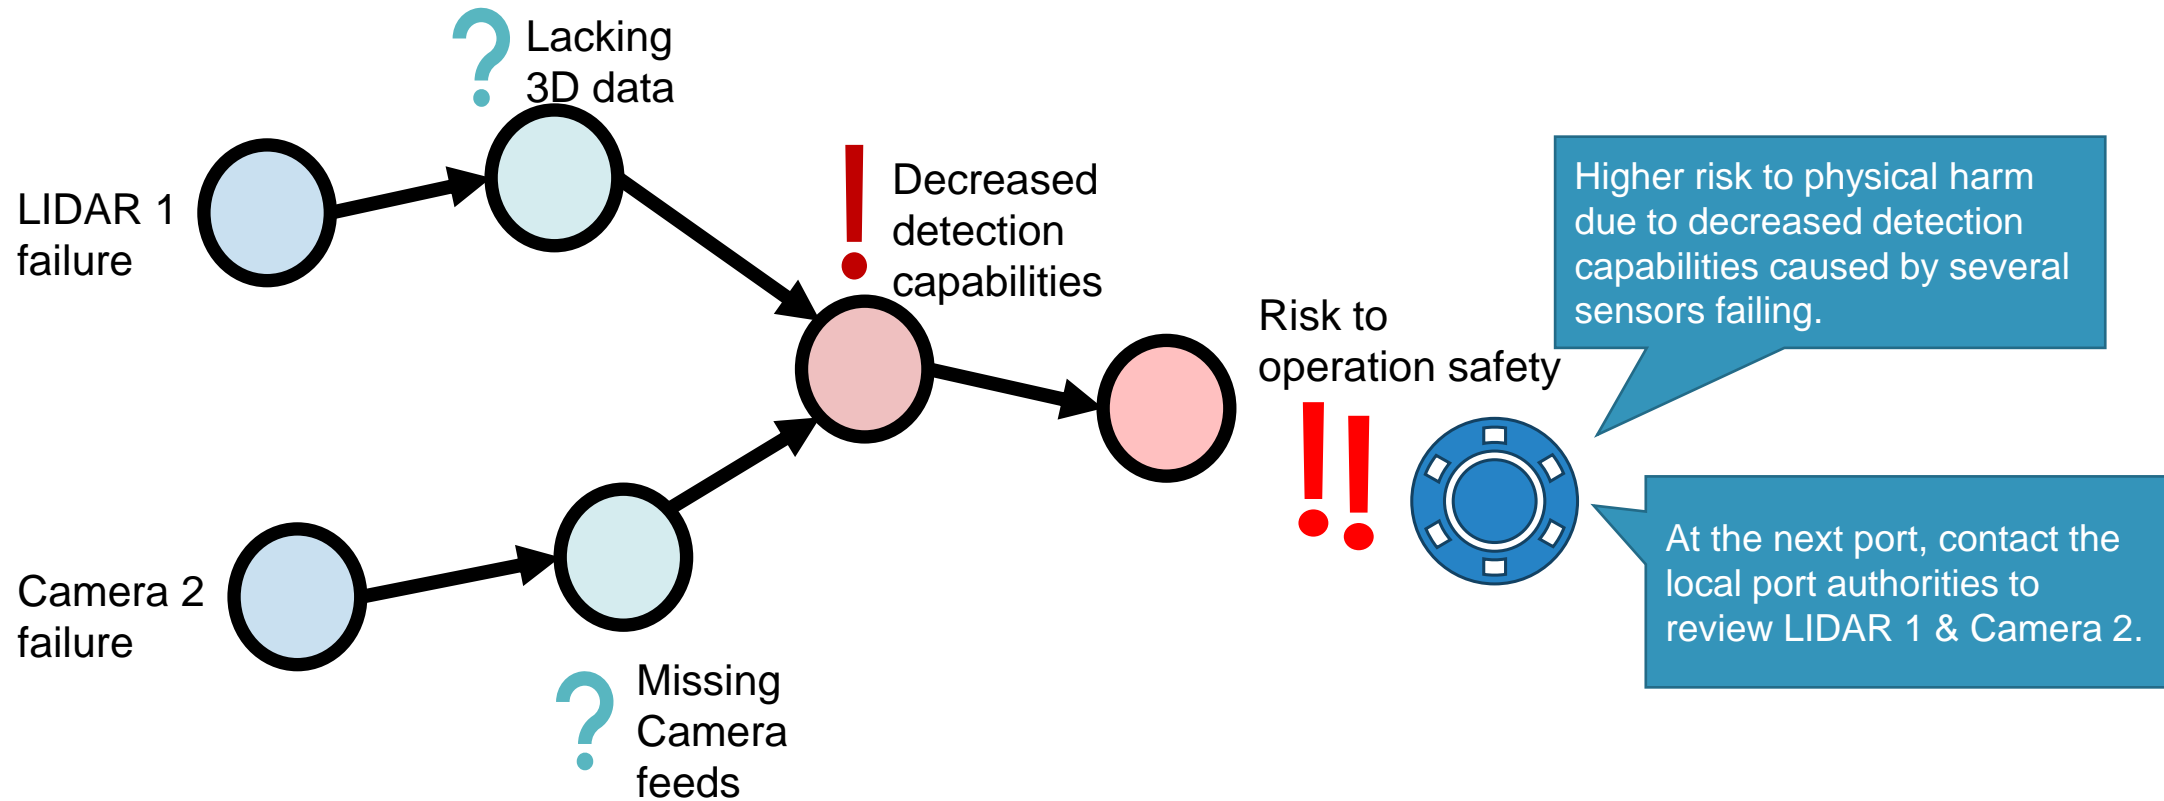 Lacking
3D data
LIDAR 1
failure
Decreased
detection
capabilities
Higher risk to physical harm
due to decreased detection
capabilities caused by several
sensors failing.
Risk to
operation safety
At the next port, contact the
local port authorities to
review LIDAR 1 & Camera 2.
Camera 2
failure
Missing
Camera
feeds